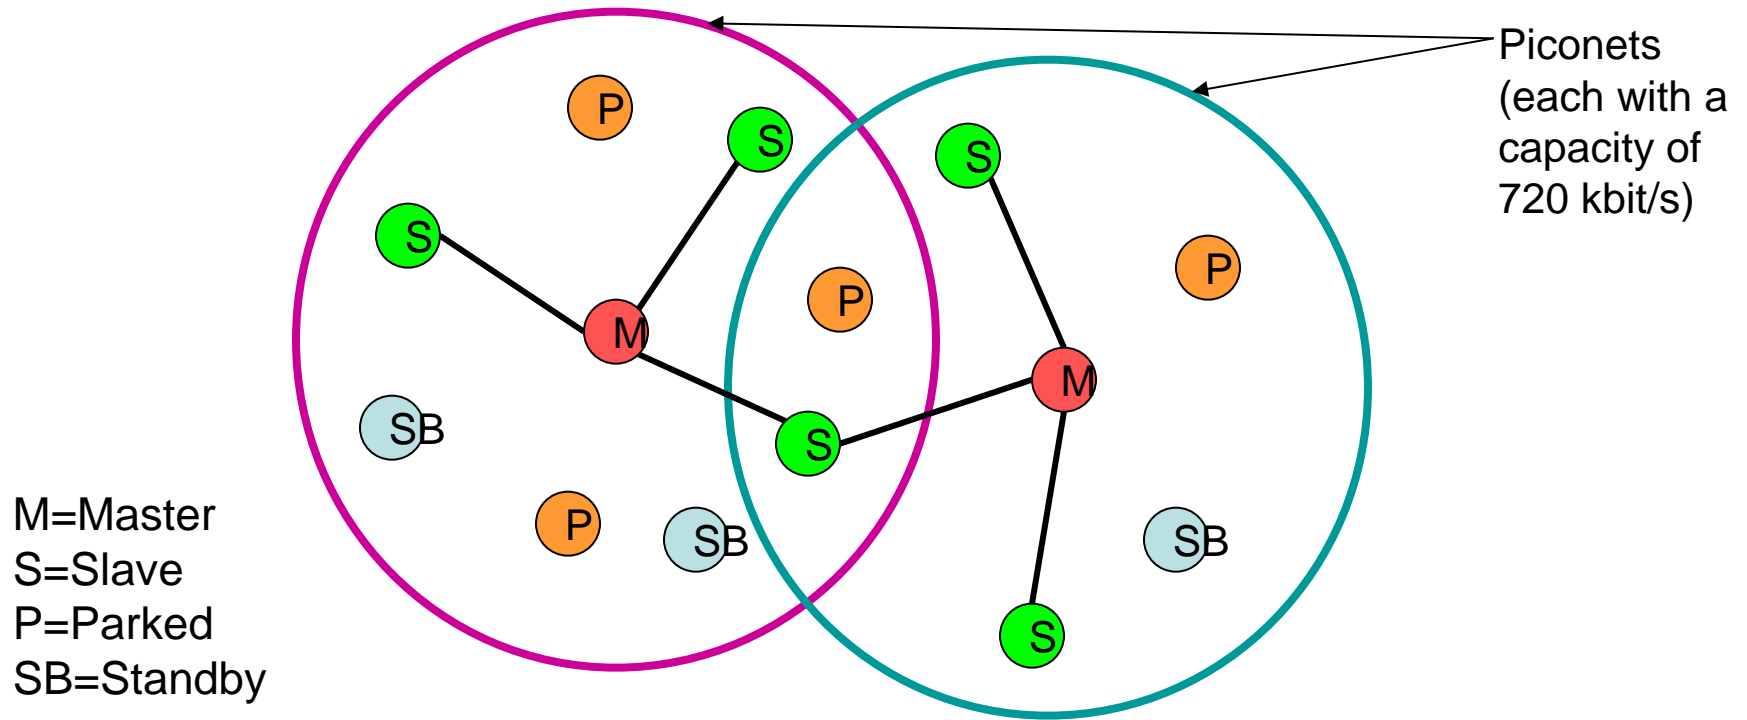 Piconets
(each with a
capacity of
720 kbit/s)
P
S
S
S
P
P
M
M
SB
S
P
SB
SB
S
M=Master
S=Slave
P=Parked
SB=Standby